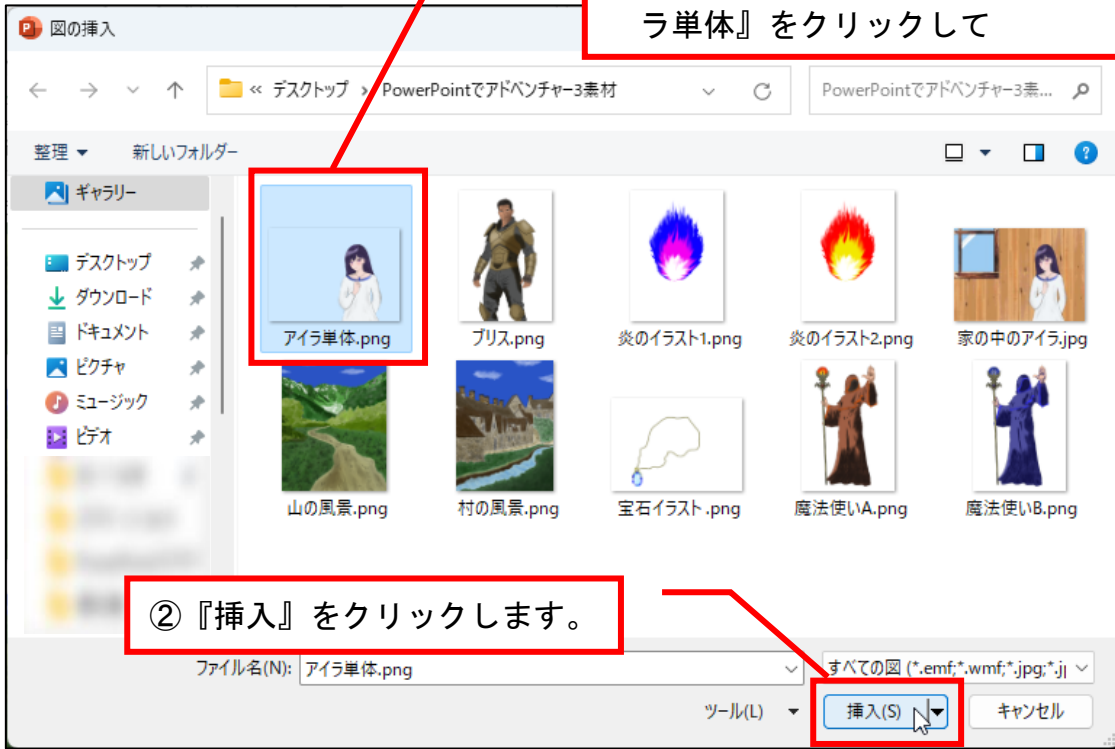 図の挿入
ラ単体』をクリックして
« デスクトップ › PowerPointでアドベンチャー3素材
PowerPointでアドベンチャー3素...
整理
新しいフォルダー
ギャラリー
デスクトップ
ダウンロード
ドキュメント
ピクチャ
ミュージック
ビデオ
アイラ単体.png
ブリス.png
炎のイラスト1.png
炎のイラスト2.png
家の中のアイラ.jpg
山の風景.png
村の風景.png
宝石イラスト.png
魔法使いA.png
魔法使いB.png
②『挿入』をクリックします。
ファイル名(N): アイラ単体.png
すべての図 (*.emf;*.wmf;*.jpg;*.j
ツール(L)
挿入(S)
キャンセル